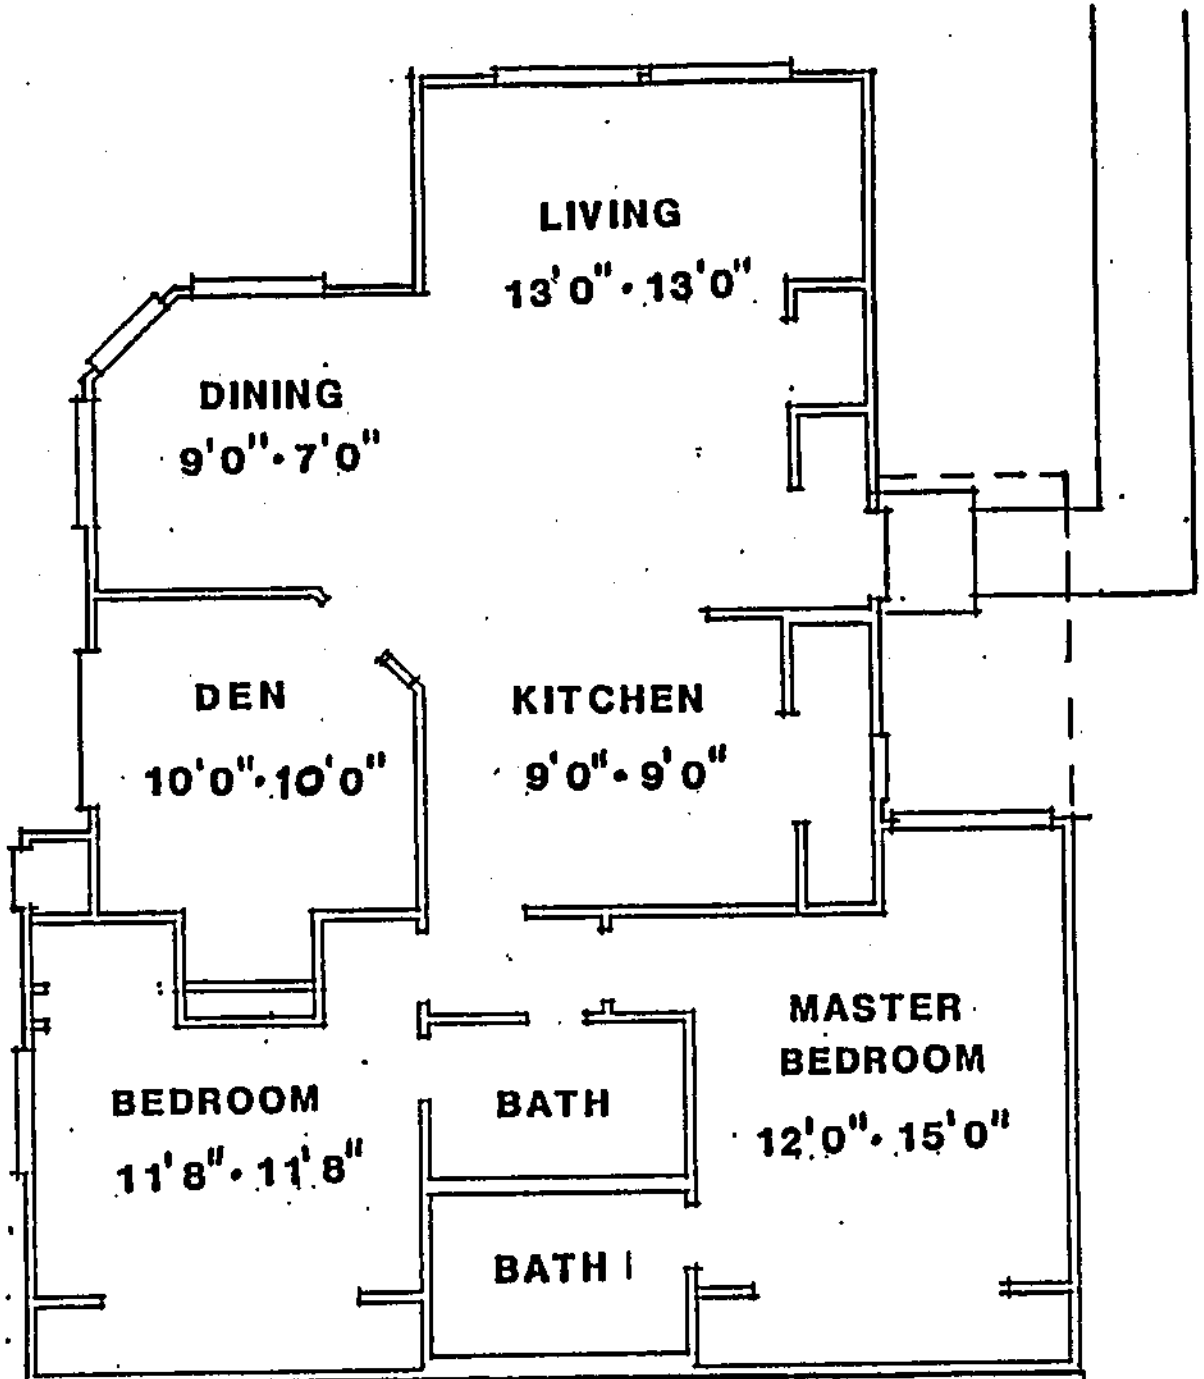 LIVING
13'0"·13'0"
DINING
9'0"·7'0"
DEN
10'0"·10'0"
KITCHEN
9'0"·9'0"
MASTER
BEDROOM
12'0"·15'0"
BEDROOM
11'8"·11'8"
BATH
BATH